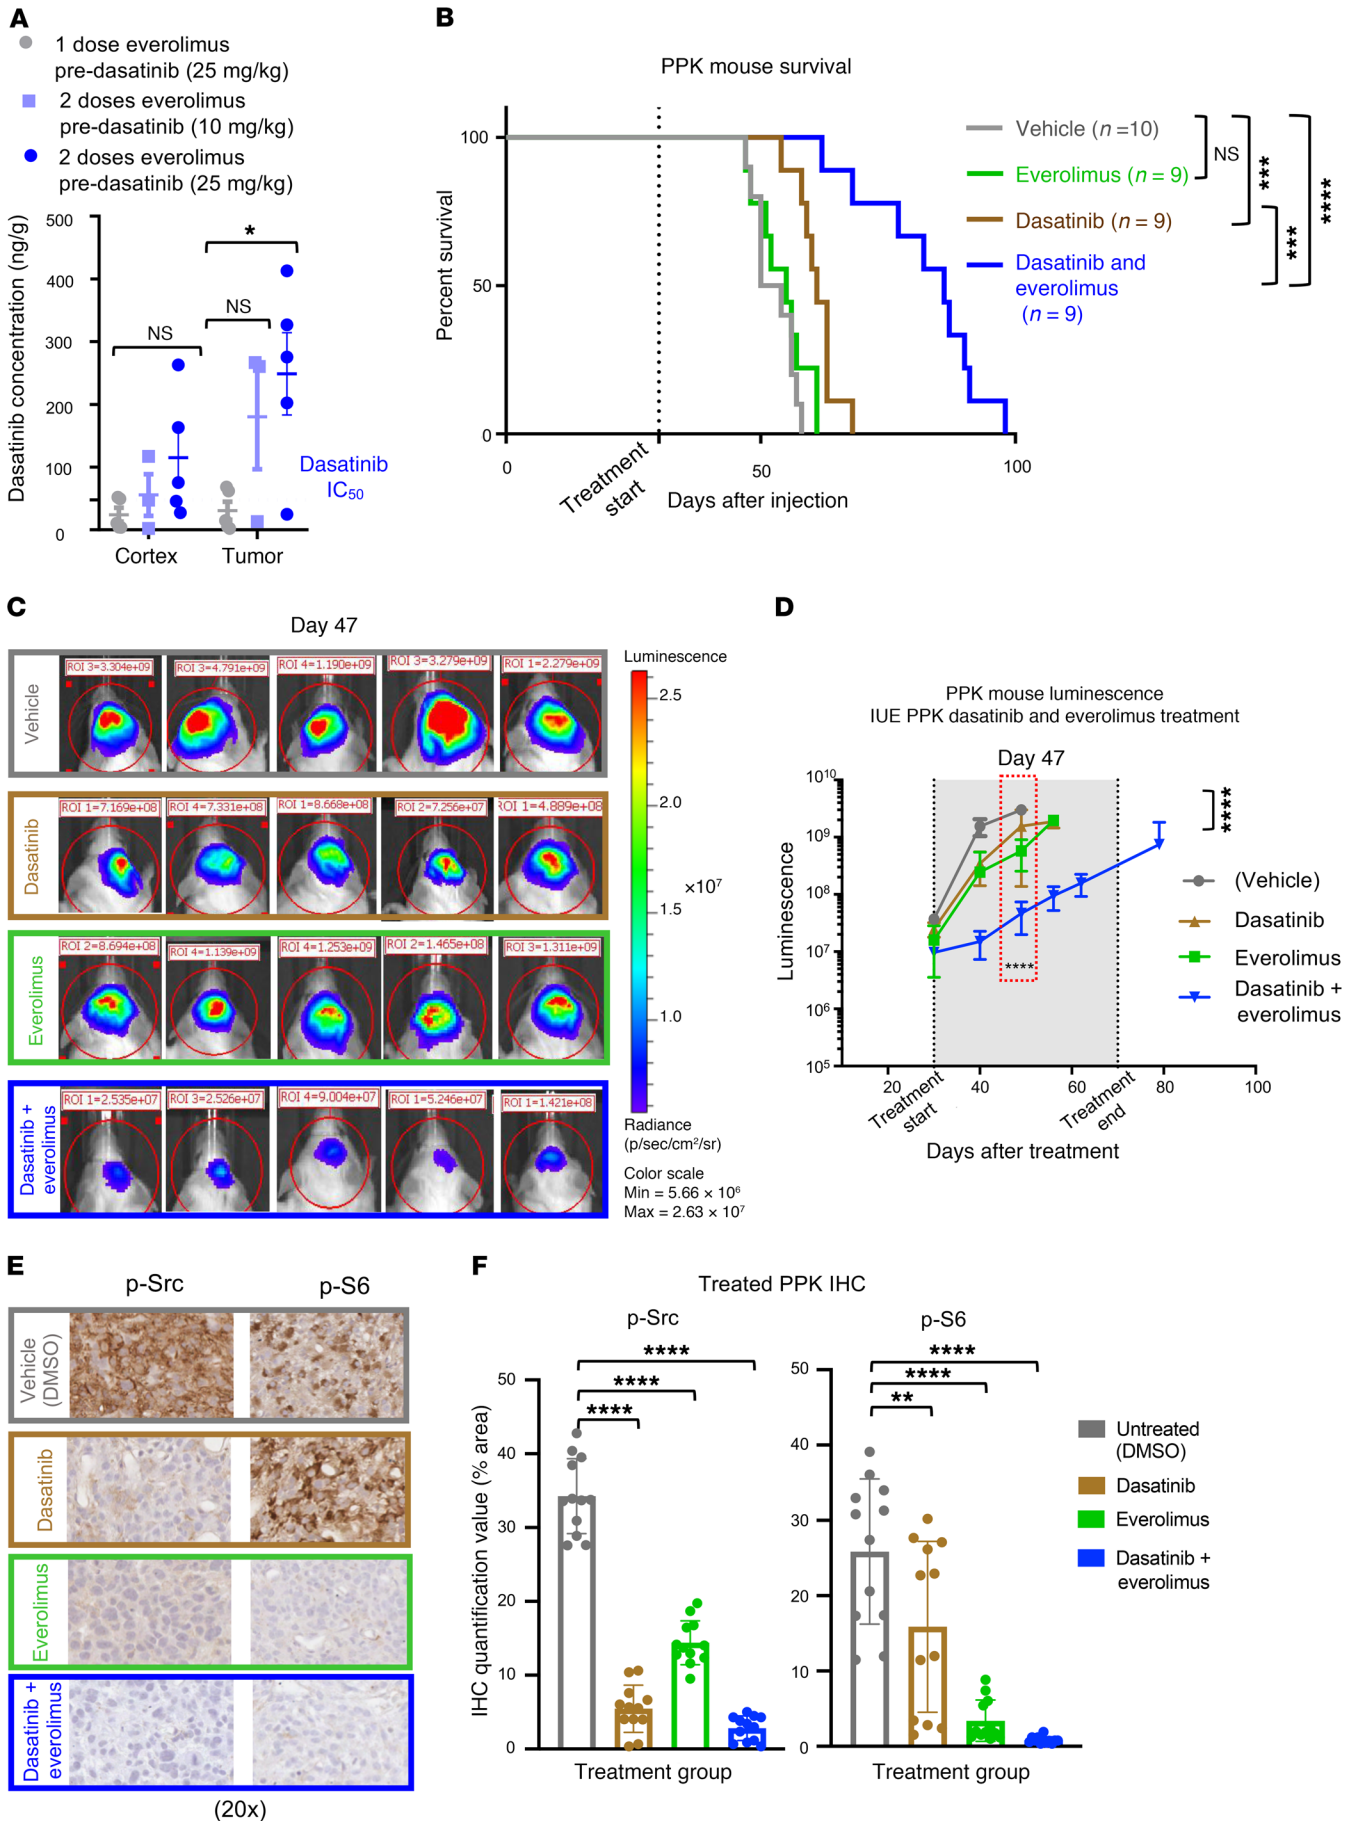 A
1 dose everolimus
pre-dasatinib (25 mg/kg)
2 doses everolimus
pre-dasatinib (10 mg/kg)
2 doses everolimus
pre-dasatinib (25 mg/kg)
Dasatinib concentration (ng/g)
500
400
300
200
100
0
NS
NS
*
Dasatinib
IC50
Cortex
Tumor
B
PPK mouse survival
Percent survival
100
50
0
0
50
100
Treatment
start
Days after injection
Vehicle (n =10)
Everolimus (n = 9)
Dasatinib (n = 9)
Dasatinib and
everolimus
(n = 9)
NS
***
***
****
C
Day 47
Vehicle
ROI 3=3.304e+09
ROI 3=4.791e+09
ROI 4=1.190e+09
ROI 3=3.279e+09
ROI 1=2.279e+09
Dasatinib
ROI 1=7.169e+08
ROI 4=7.331e+08
ROI 1=8.668e+08
ROI 2=7.256e+07
ROI 1=4.889e+08
Everolimus
ROI 2=8.694e+08
ROI 4=1.139e+09
ROI 4=1.253e+09
ROI 2=1.465e+08
ROI 3=1.311e+09
Dasatinib +
everolimus
ROI 1=2.535e+07
ROI 3=2.526e+07
ROI 4=9.004e+07
ROI 1=5.246e+07
ROI 1=1.421e+08
Luminescence
2.5
2.0
×10⁷
1.5
1.0
Radiance
(p/sec/cm²/sr)
Color scale
Min = 5.66 × 10⁶
Max = 2.63 × 10⁷
D
PPK mouse luminescence
IUE PPK dasatinib and everolimus treatment
Day 47
Luminescence
10¹⁰
10⁹
10⁸
10⁷
10⁶
10⁵
****
****
20
40
60
80
100
Treatment
start
Treatment
end
Days after treatment
(Vehicle)
Dasatinib
Everolimus
Dasatinib +
everolimus
E
p-Src
p-S6
Vehicle
(DMSO)
Dasatinib
Everolimus
Dasatinib +
everolimus
(20x)
F
Treated PPK IHC
p-Src
p-S6
IHC quantification value (% area)
50
40
30
20
10
0
****
****
****
Treatment group
50
40
30
20
10
0
****
****
**
Treatment group
Untreated
(DMSO)
Dasatinib
Everolimus
Dasatinib +
everolimus